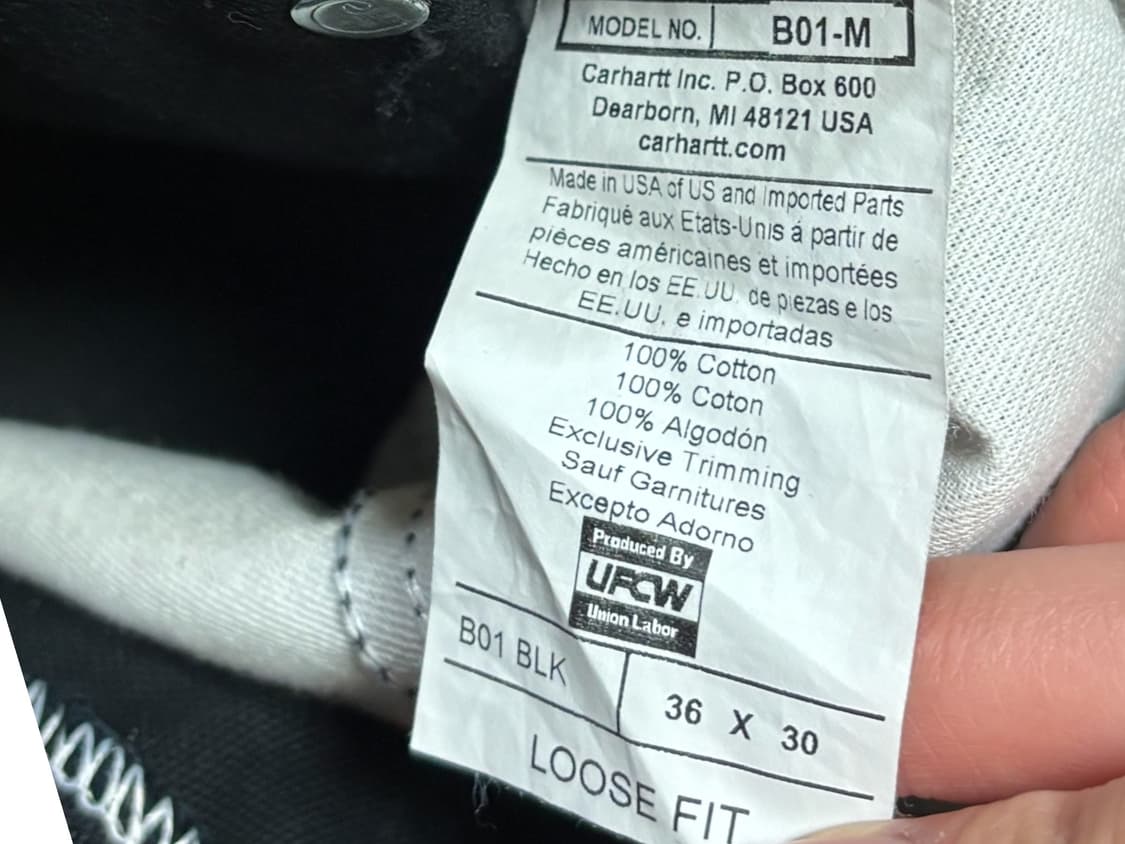 MODEL NO. B01-M
Carhartt Inc. P.O. Box 600
Dearborn, MI 48121 USA
carhartt.com
Made in USA of US and Imported Parts
Fabriqué aux Etats-Unis á partir de
pièces américaines et importées
Hecho en los EE.UU. de piezas e los
EE.UU. e importadas
100% Cotton
100% Coton
100% Algodón
Exclusive Trimming
Sauf Garnitures
Excepto Adorno
Produced By
UFCW
Union Labor
B01 BLK 36 X 30
LOOSE FIT